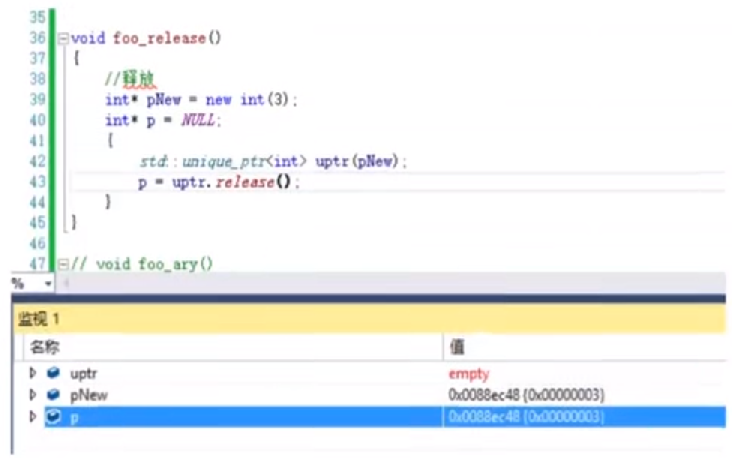 35
36 void foo_release()
37 {
38 //释放
39 int* pNew = new int(3);
40 int* p = NULL;
41 {
42 std::unique_ptr<int> uptr(pNew);
43 p = uptr.release();
44 }
45 }
46
47 // void foo_ary()
%
监视 1
名称 值
uptr empty
pNew 0x0088ec48 {0x00000003}
p 0x0088ec48 {0x00000003}